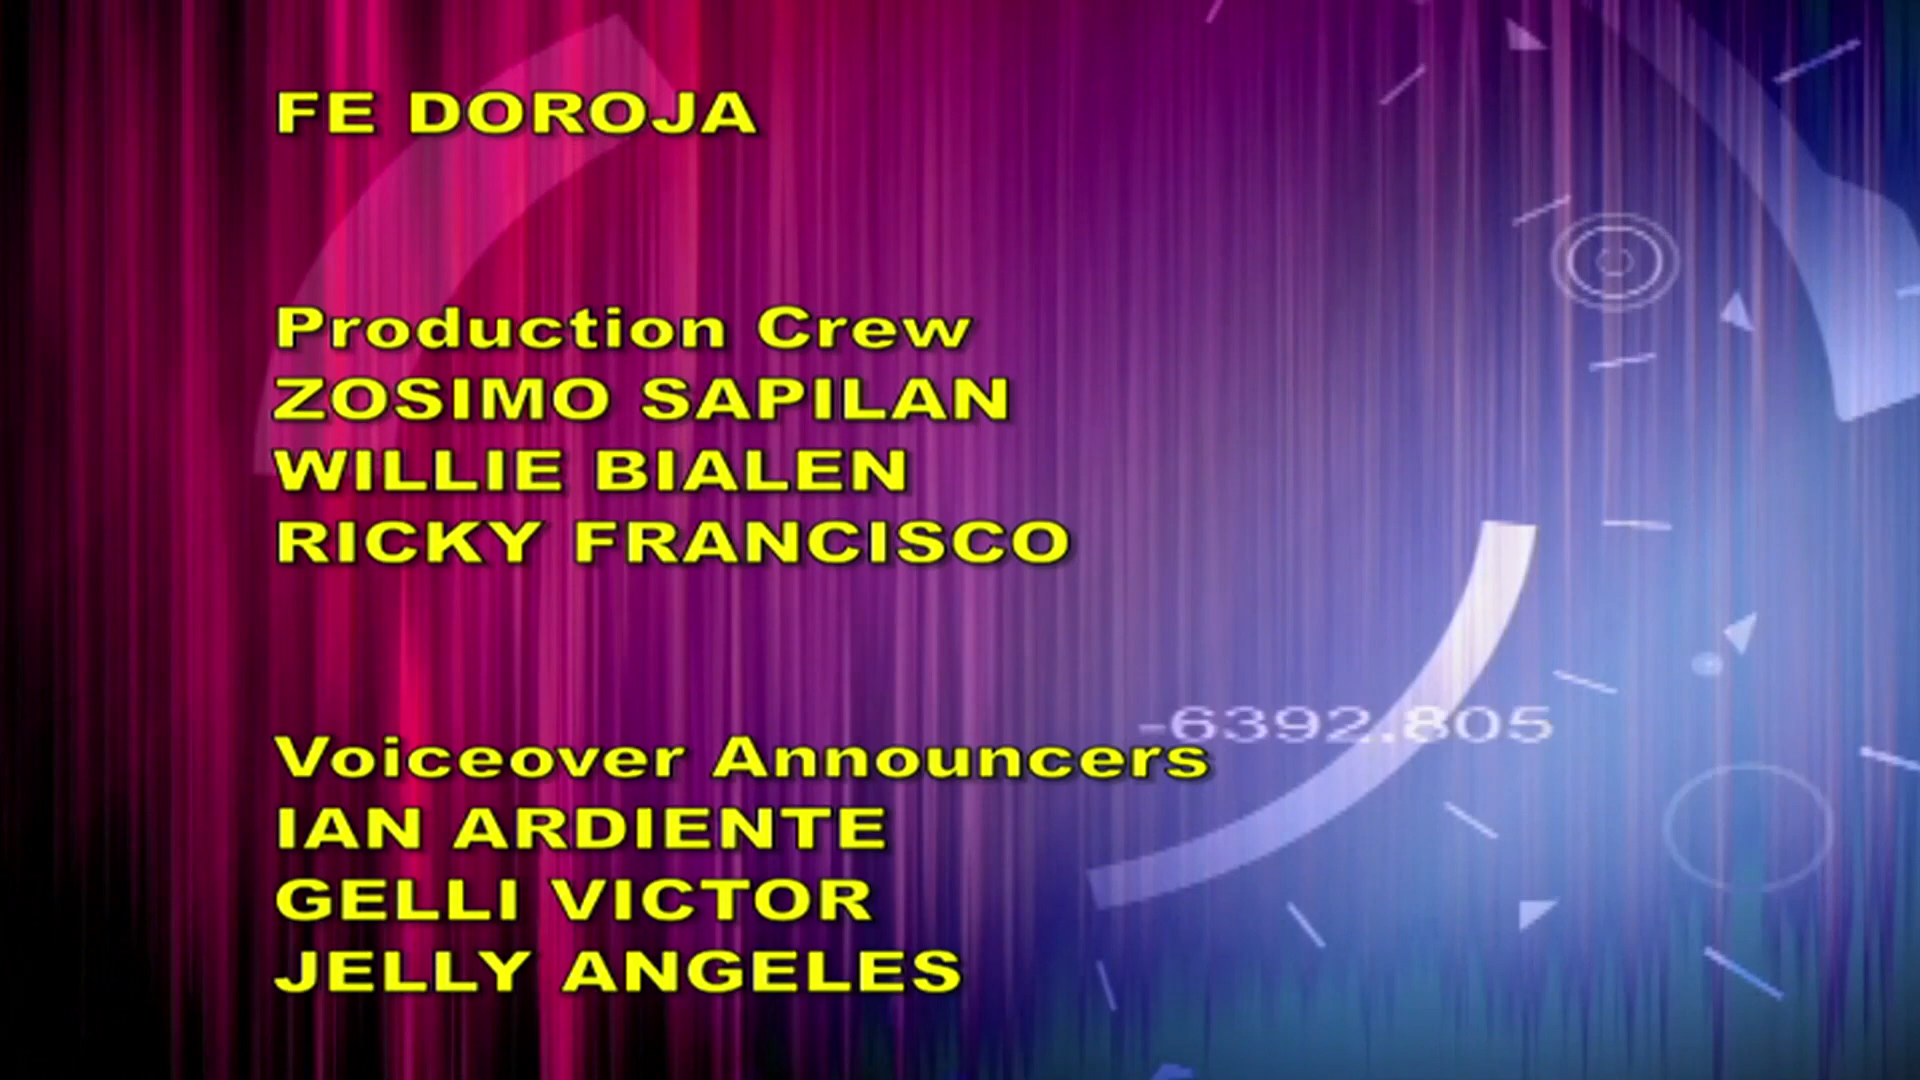 FE DOROJA
Production Crew
ZOSIMO SAPILAN
WILLIE BIALEN
RICKY FRANCISCO
-6392.805
Voiceover Announcers
IAN ARDIENTE
GELLI VICTOR
JELLY ANGELES